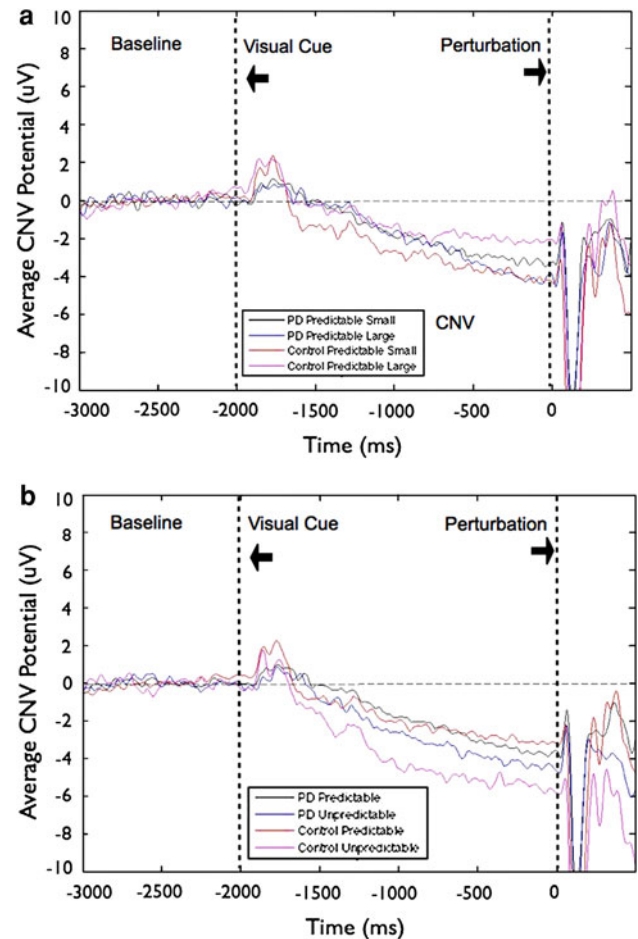 a
Average CNV Potential (uV)
10
8
6
4
2
0
-2
-4
-6
-8
-10
Baseline
Visual Cue
Perturbation
PD Predictable Small
PD Predictable Large
Control Predictable Small
Control Predictable Large
CNV
-3000 -2500 -2000 -1500 -1000 -500 0
Time (ms)
b
Average CNV Potential (uV)
10
8
6
4
2
0
-2
-4
-6
-8
-10
Baseline
Visual Cue
Perturbation
PD Predictable
PD Unpredictable
Control Predictable
Control Unpredictable
-3000 -2500 -2000 -1500 -1000 -500 0
Time (ms)